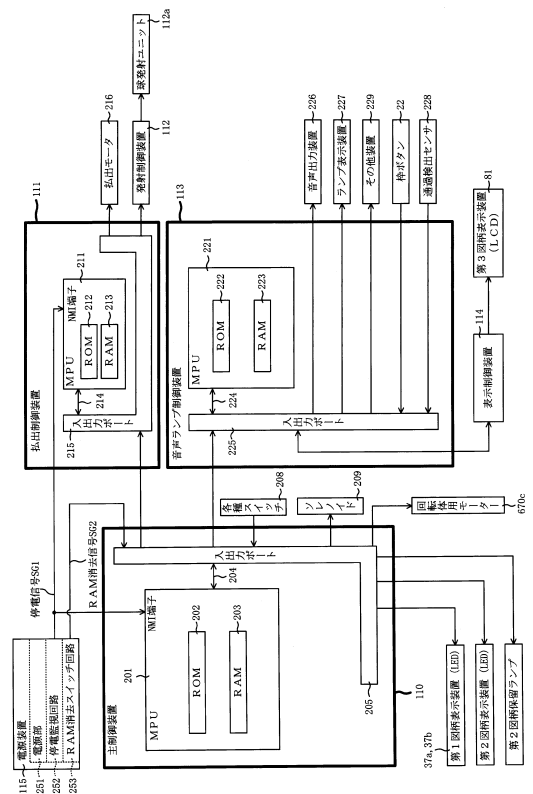 電源装置
115
電源部
251
停電監視回路
252
RAM消去スイッチ回路
253
停電信号SG1
RAM消去信号SG2
主制御装置
MPU
201
NMI端子
ROM
202
RAM
203
204
入出力ポート
205
110
各種スイッチ
208
ソレノイド
209
回転体用モーター
670c
第1図柄表示装置(LED)
37a,37b
第2図柄表示装置(LED)
第2図柄保留ランプ
払出制御装置
111
MPU
NMI端子
211
ROM
212
RAM
213
214
215
入出力ポート
払出モータ
216
発射制御装置
112
球発射ユニット
112a
音声ランプ制御装置
113
MPU
221
ROM
222
RAM
223
224
225
入出力ポート
音声出力装置
226
ランプ表示装置
227
その他装置
229
枠ボタン
22
通過検出センサ
228
表示制御装置
114
第3図柄表示装置
(LCD)
81